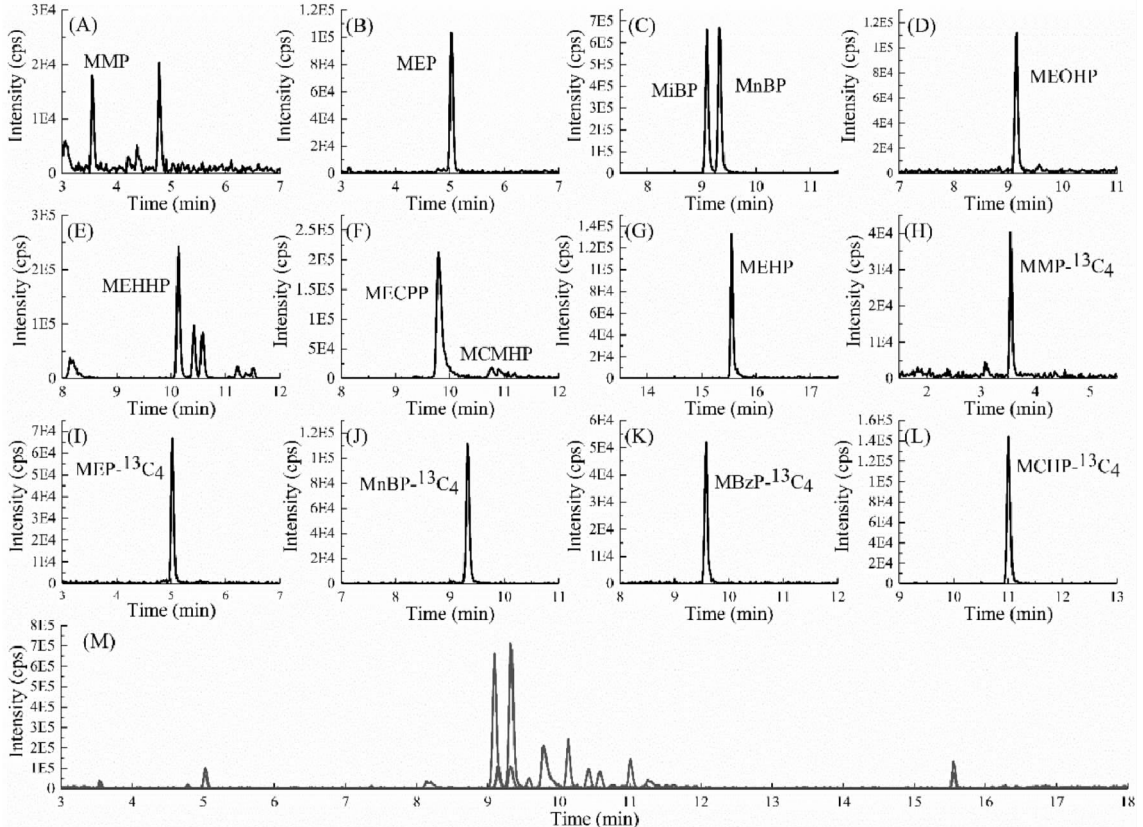 (A)
Intensity (cps)
3E4
2E4
1E4
0
MMP
3 4 5 6 7
Time (min)
(B)
Intensity (cps)
1.2E5
1E5
8E4
6E4
4E4
2E4
0
MEP
3 4 5 6 7
Time (min)
(C)
Intensity (cps)
7E5
6E5
5E5
4E5
3E5
2E5
1E5
0
MiBP
MnBP
8 9 10 11
Time (min)
(D)
Intensity (cps)
1.2E5
1E5
8E4
6E4
4E4
2E4
0
MEOHP
7 8 9 10 11
Time (min)
(E)
Intensity (cps)
3E5
2E5
1E5
0
MEHHP
8 9 10 11 12
Time (min)
(F)
Intensity (cps)
2.5E5
2E5
1.5E5
1E5
5E4
0
MECPP
MCMHP
8 9 10 11 12
Time (min)
(G)
Intensity (cps)
1.4E5
1.2E5
1E5
8E4
6E4
4E4
2E4
0
MEHP
14 15 16 17
Time (min)
(H)
Intensity (cps)
4E4
3E4
2E4
1E4
0
MMP-¹³C₄
2 3 4 5
Time (min)
(I)
Intensity (cps)
7E4
6E4
5E4
4E4
3E4
2E4
1E4
0
MEP-¹³C₄
3 4 5 6 7
Time (min)
(J)
Intensity (cps)
1.2E5
1E5
8E4
6E4
4E4
2E4
0
MnBP-¹³C₄
7 8 9 10 11
Time (min)
(K)
Intensity (cps)
6E4
5E4
4E4
3E4
2E4
1E4
0
MBzP-¹³C₄
8 9 10 11 12
Time (min)
(L)
Intensity (cps)
1.6E5
1.4E5
1.2E5
1E5
8E4
6E4
4E4
2E4
0
MCHP-¹³C₄
9 10 11 12 13
Time (min)
(M)
Intensity (cps)
8E5
7E5
6E5
5E5
4E5
3E5
2E5
1E5
0
3 4 5 6 7 8 9 10 11 12 13 14 15 16 17 18
Time (min)